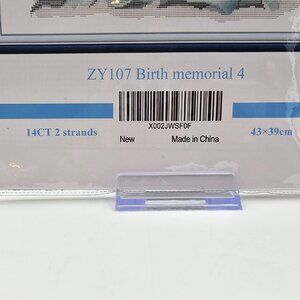 ZY107 Birth memorial 4
X002JWSF0F
14CT 2 strands
43×39cm
New
Made in China